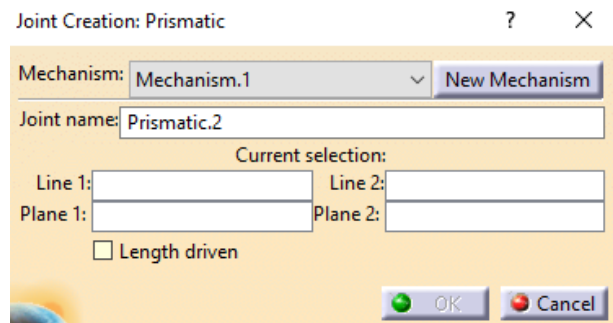 Joint Creation: Prismatic ? ×
Mechanism: Mechanism.1 New Mechanism
Joint name: Prismatic.2
Current selection:
Line 1: Line 2:
Plane 1: Plane 2:
Length driven
OK Cancel